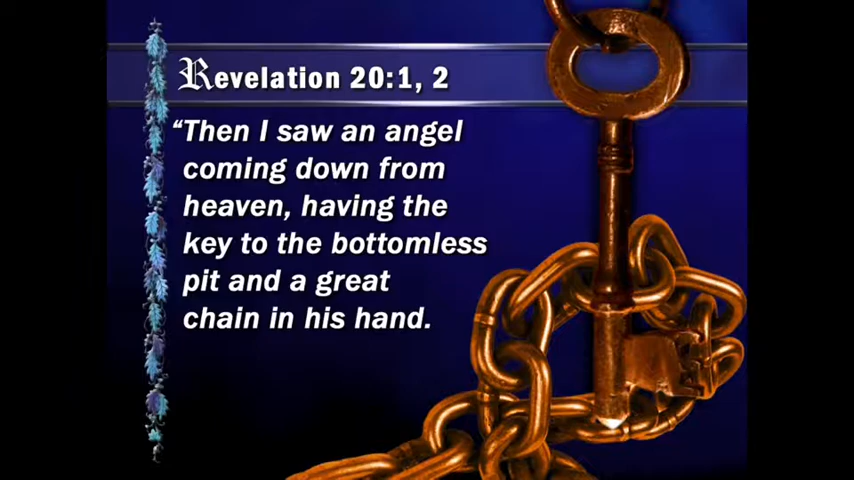 Revelation 20:1, 2
“Then I saw an angel
coming down from
heaven, having the
key to the bottomless
pit and a great
chain in his hand.